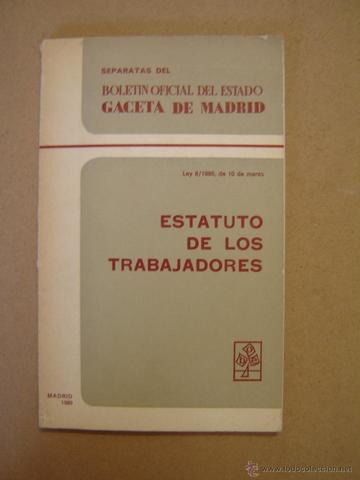 SEPARATAS DEL
BOLETIN OFICIAL DEL ESTADO
GACETA DE MADRID
Ley 8/1980, de 10 de marzo
ESTATUTO
DE LOS
TRABAJADORES
MADRID
1980
© todocoleccion.net